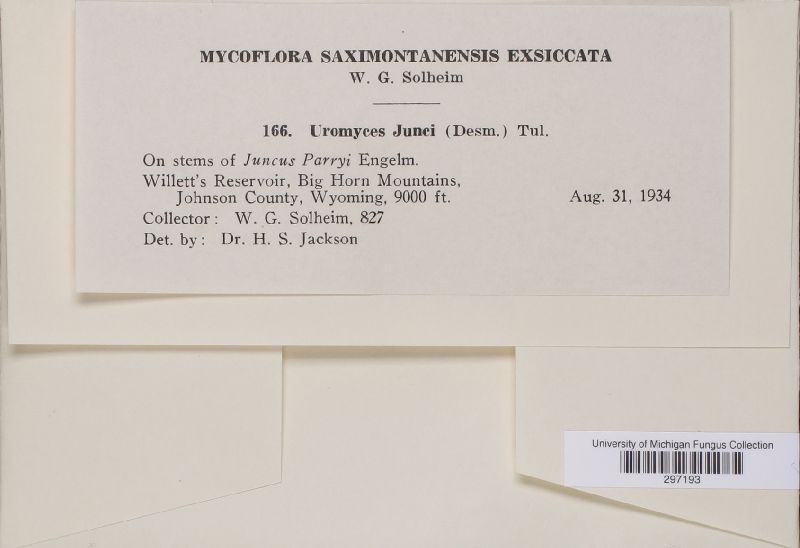 MYCOFLORA SAXIMONTANENSIS EXSICCATA
W. G. Solheim
166. Uromyces Junci (Desm.) Tul.
On stems of Juncus Parryi Engelm.
Willett's Reservoir, Big Horn Mountains,
Johnson County, Wyoming, 9000 ft. Aug. 31, 1934
Collector: W. G. Solheim, 827
Det. by: Dr. H. S. Jackson
University of Michigan Fungus Collection
297193